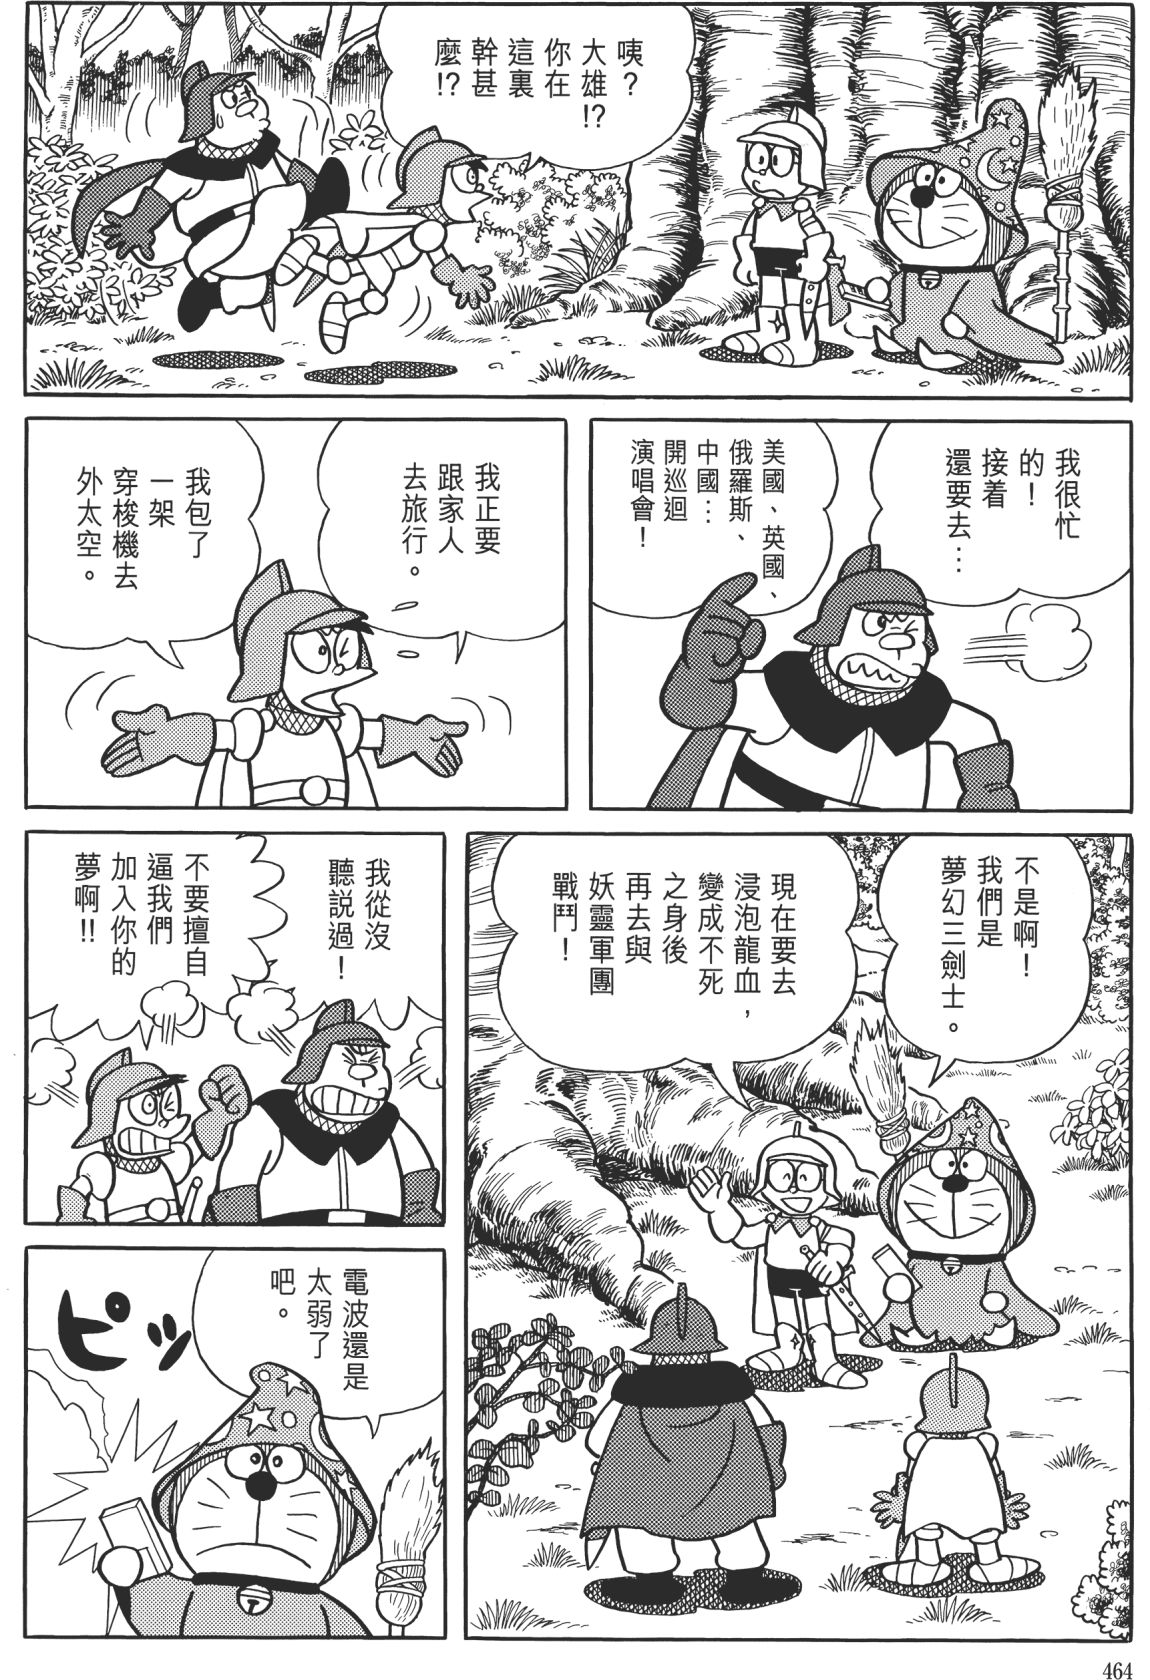 咦？
大雄!?
你在
這裏
幹甚
麼!?
我很忙
的！
接着
還要去…
美國、英國、
俄羅斯、
中國…
開巡迴
演唱會！
我正要
跟家人
去旅行。
我包了
一架
穿梭機去
外太空。
不是啊！
我們是
夢幻三劍士。
現在要去
浸泡龍血，
變成不死
之身後
再去與
妖靈軍團
戰鬥！
我從沒
聽説過！
不要擅自
逼我們
加入你的
夢啊!!
電波還是
太弱了
吧。
ピッ
464